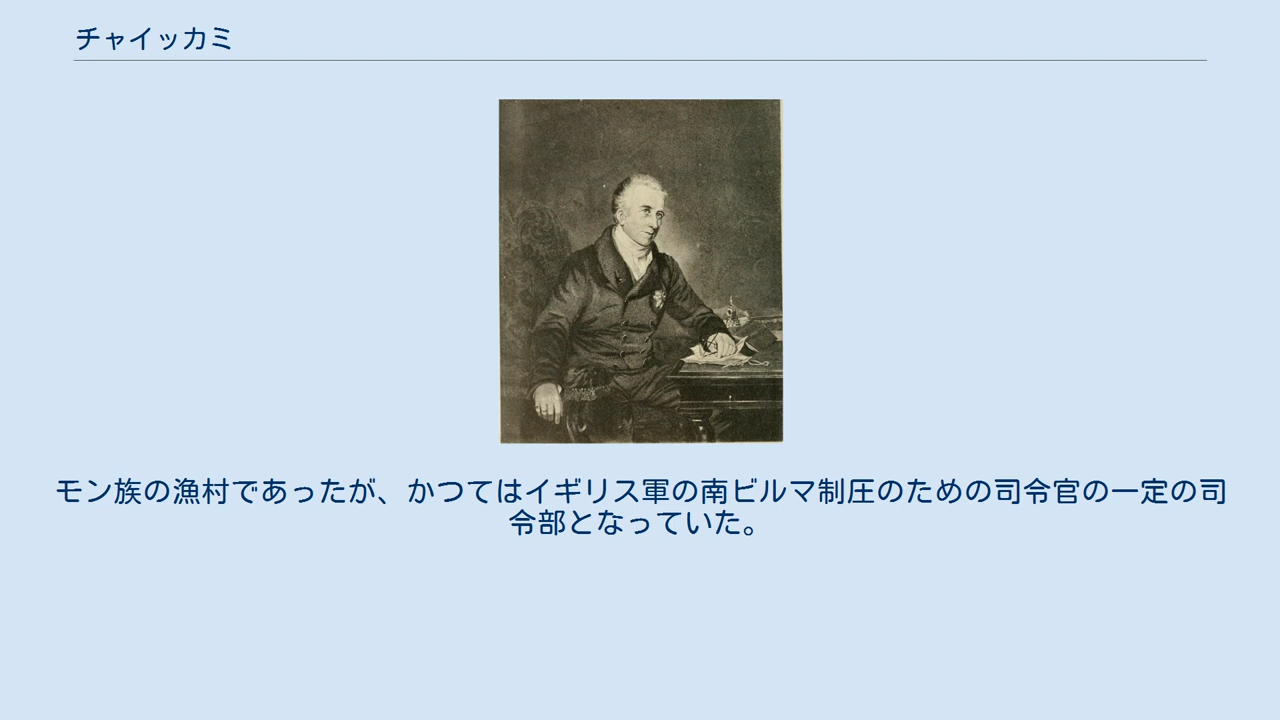 チャイッカミ
モン族の漁村であったが、かつてはイギリス軍の南ビルマ制圧のための司令官の一定の司
令部となっていた。